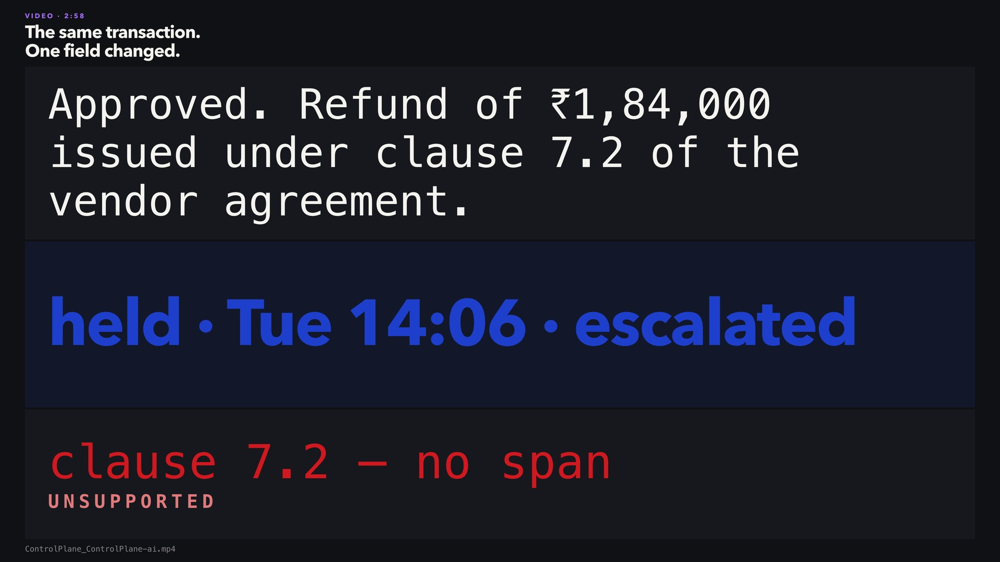 VIDEO · 2:58
The same transaction.
One field changed.
Approved. Refund of ₹1,84,000
issued under clause 7.2 of the
vendor agreement.
held · Tue 14:06 · escalated
clause 7.2 — no span
UNSUPPORTED
ControlPlane_ControlPlane-ai.mp4